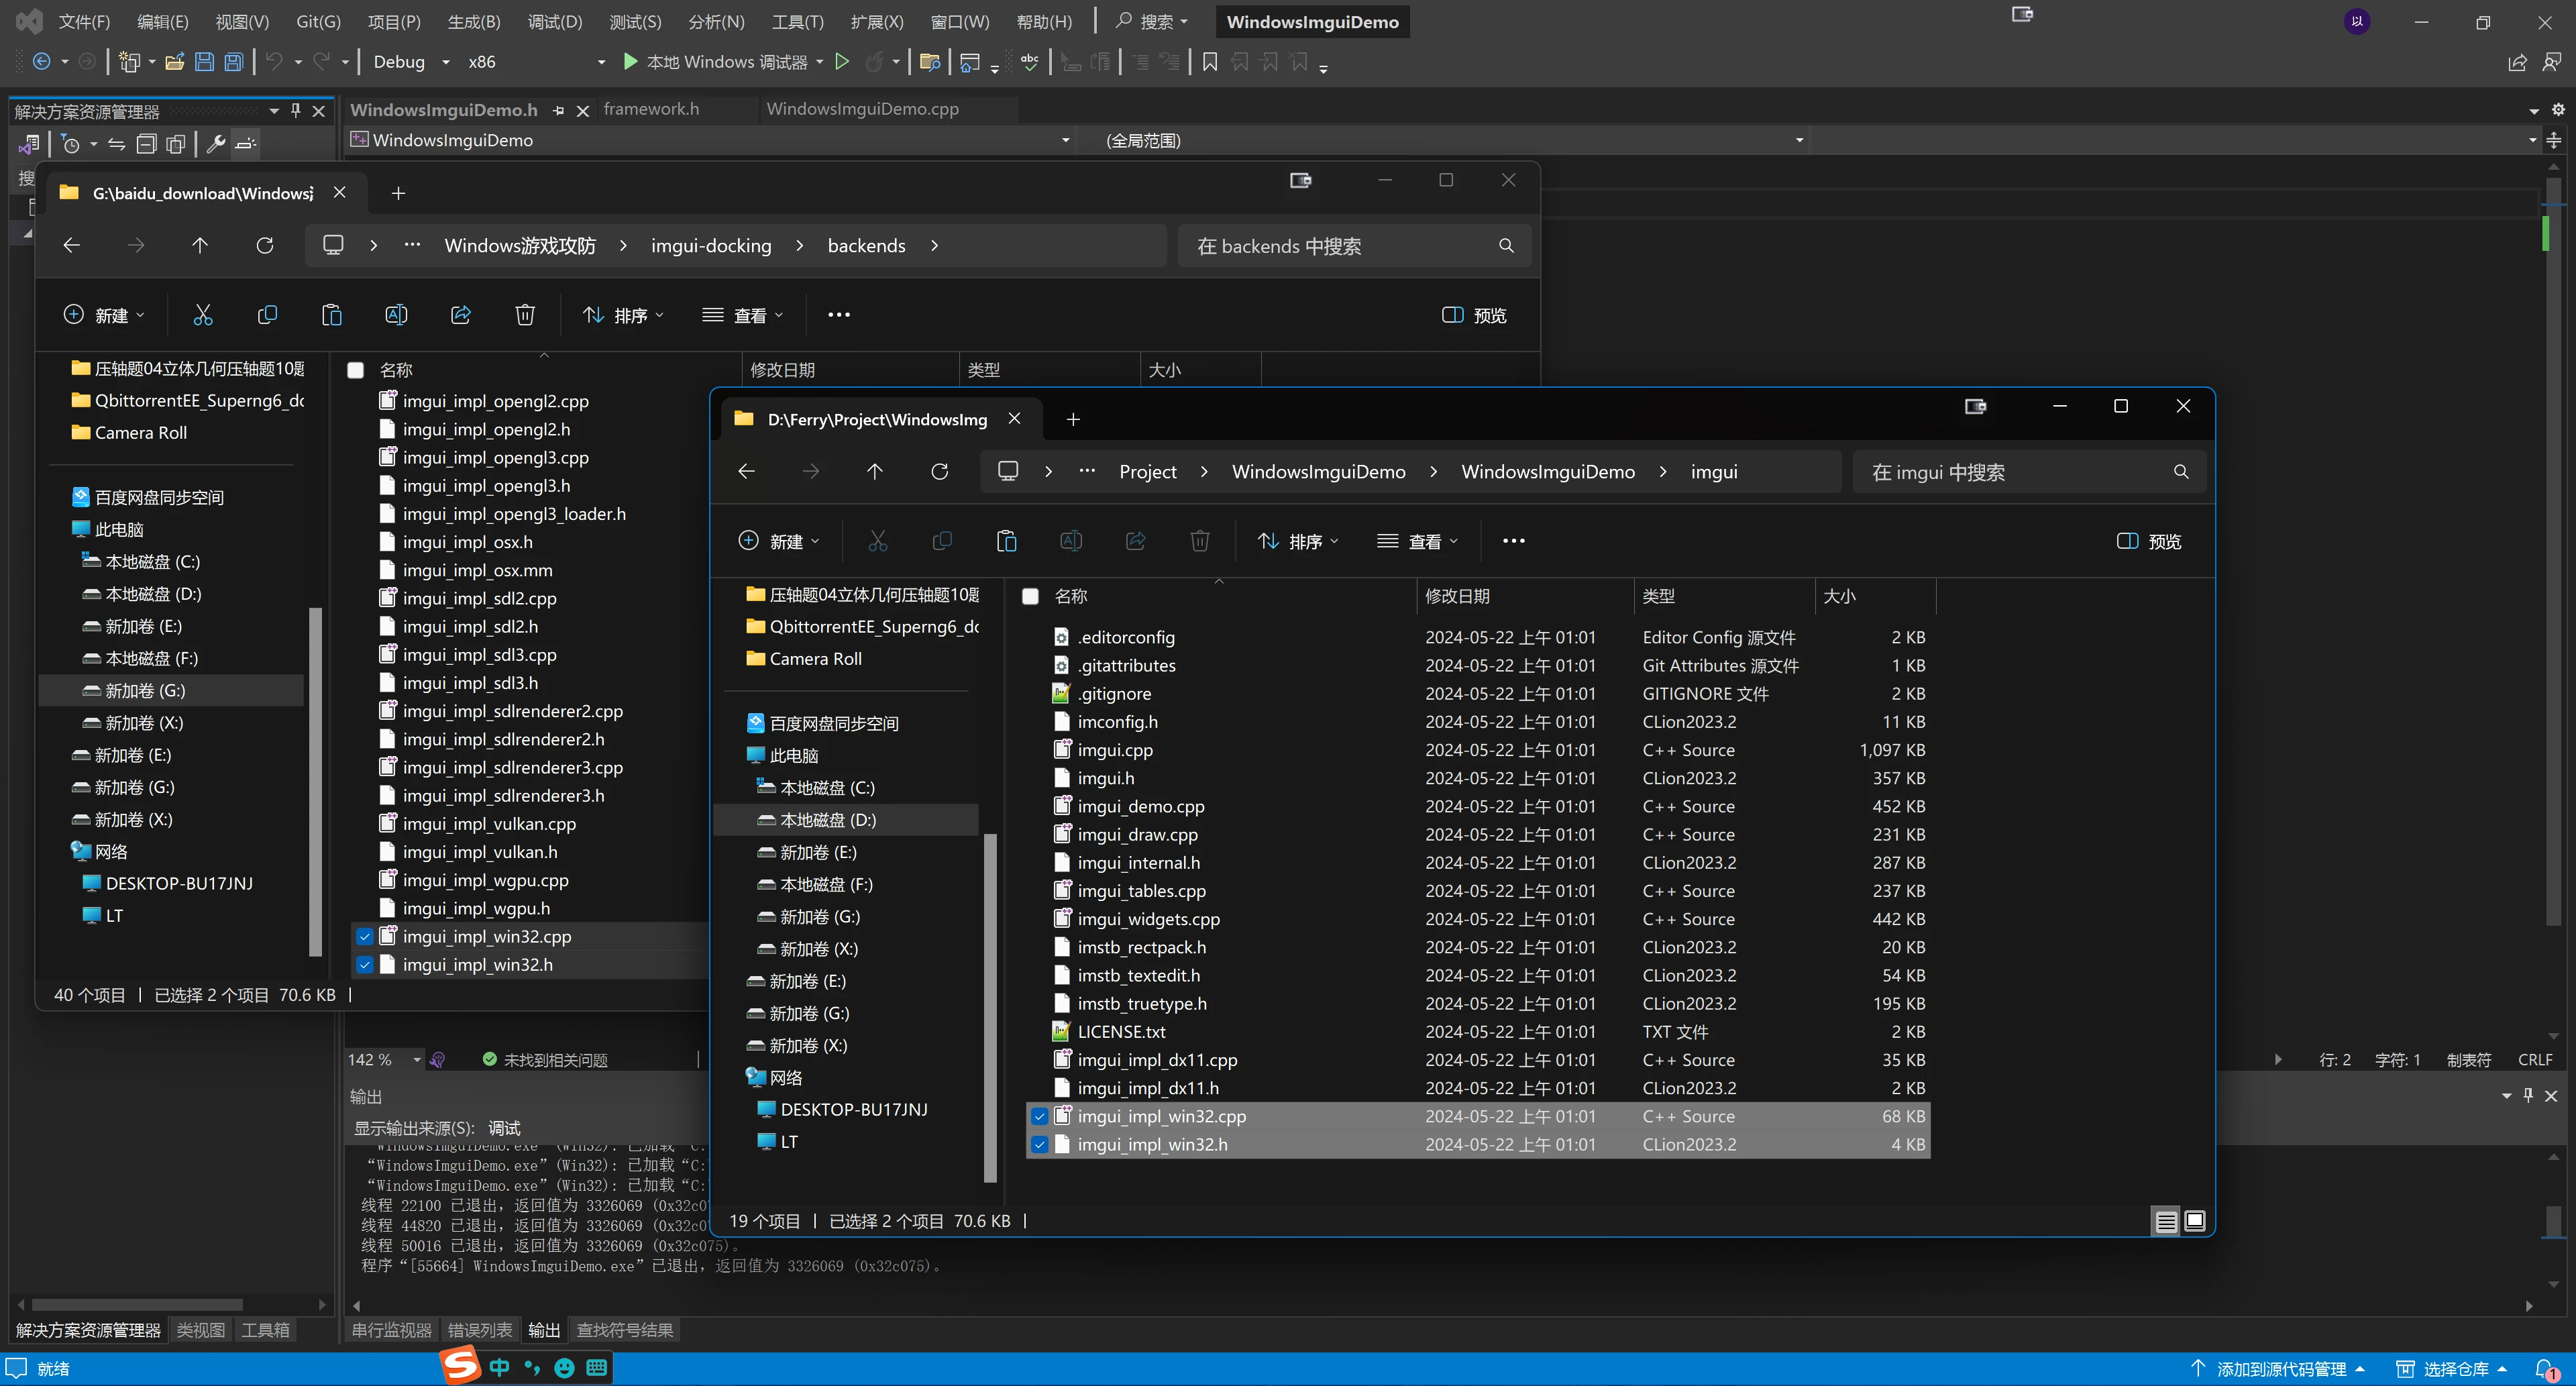 文件(F) 编辑(E) 视图(V) Git(G) 项目(P) 生成(B) 调试(D) 测试(S) 分析(N) 工具(T) 扩展(X) 窗口(W) 帮助(H) 搜索 WindowsImguiDemo 以
Debug x86 本地 Windows 调试器 abc
解决方案资源管理器 WindowsImguiDemo.h framework.h WindowsImguiDemo.cpp
WindowsImguiDemo (全局范围)
搜
G:\baidu_download\Windows
Windows游戏攻防 imgui-docking backends 在 backends 中搜索
新建 排序 查看 预览
名称 修改日期 类型 大小
压轴题04立体几何压轴题10题
QbittorrentEE_Superng6_dc
Camera Roll
百度网盘同步空间
此电脑
本地磁盘 (C:)
本地磁盘 (D:)
新加卷 (E:)
本地磁盘 (F:)
新加卷 (G:)
新加卷 (X:)
新加卷 (E:)
新加卷 (G:)
新加卷 (X:)
网络
DESKTOP-BU17JNJ
LT
imgui_impl_opengl2.cpp
imgui_impl_opengl2.h
imgui_impl_opengl3.cpp
imgui_impl_opengl3.h
imgui_impl_opengl3_loader.h
imgui_impl_osx.h
imgui_impl_osx.mm
imgui_impl_sdl2.cpp
imgui_impl_sdl2.h
imgui_impl_sdl3.cpp
imgui_impl_sdl3.h
imgui_impl_sdlrenderer2.cpp
imgui_impl_sdlrenderer2.h
imgui_impl_sdlrenderer3.cpp
imgui_impl_sdlrenderer3.h
imgui_impl_vulkan.cpp
imgui_impl_vulkan.h
imgui_impl_wgpu.cpp
imgui_impl_wgpu.h
imgui_impl_win32.cpp
imgui_impl_win32.h
40 个项目 已选择 2 个项目 70.6 KB
D:\Ferry\Project\WindowsImg
Project WindowsImguiDemo WindowsImguiDemo imgui 在 imgui 中搜索
新建 排序 查看 预览
名称 修改日期 类型 大小
压轴题04立体几何压轴题10题
QbittorrentEE_Superng6_dc
Camera Roll
百度网盘同步空间
此电脑
本地磁盘 (C:)
本地磁盘 (D:)
新加卷 (E:)
本地磁盘 (F:)
新加卷 (G:)
新加卷 (X:)
新加卷 (E:)
新加卷 (G:)
新加卷 (X:)
网络
DESKTOP-BU17JNJ
LT
.editorconfig 2024-05-22 上午 01:01 Editor Config 源文件 2 KB
.gitattributes 2024-05-22 上午 01:01 Git Attributes 源文件 1 KB
.gitignore 2024-05-22 上午 01:01 GITIGNORE 文件 2 KB
imconfig.h 2024-05-22 上午 01:01 CLion2023.2 11 KB
imgui.cpp 2024-05-22 上午 01:01 C++ Source 1,097 KB
imgui.h 2024-05-22 上午 01:01 CLion2023.2 357 KB
imgui_demo.cpp 2024-05-22 上午 01:01 C++ Source 452 KB
imgui_draw.cpp 2024-05-22 上午 01:01 C++ Source 231 KB
imgui_internal.h 2024-05-22 上午 01:01 CLion2023.2 287 KB
imgui_tables.cpp 2024-05-22 上午 01:01 C++ Source 237 KB
imgui_widgets.cpp 2024-05-22 上午 01:01 C++ Source 442 KB
imstb_rectpack.h 2024-05-22 上午 01:01 CLion2023.2 20 KB
imstb_textedit.h 2024-05-22 上午 01:01 CLion2023.2 54 KB
imstb_truetype.h 2024-05-22 上午 01:01 CLion2023.2 195 KB
LICENSE.txt 2024-05-22 上午 01:01 TXT 文件 2 KB
imgui_impl_dx11.cpp 2024-05-22 上午 01:01 C++ Source 35 KB
imgui_impl_dx11.h 2024-05-22 上午 01:01 CLion2023.2 2 KB
imgui_impl_win32.cpp 2024-05-22 上午 01:01 C++ Source 68 KB
imgui_impl_win32.h 2024-05-22 上午 01:01 CLion2023.2 4 KB
19 个项目 已选择 2 个项目 70.6 KB
142 % 未找到相关问题 行: 2 字符: 1 制表符 CRLF
输出
显示输出来源(S): 调试
“WindowsImguiDemo.exe” (Win32): 已加载 “C:
“WindowsImguiDemo.exe” (Win32): 已加载 “C:
“WindowsImguiDemo.exe” (Win32): 已加载 “C:
线程 22100 已退出，返回值为 3326069 (0x32c0
线程 44820 已退出，返回值为 3326069 (0x32c0
线程 50016 已退出，返回值为 3326069 (0x32c075)。
程序 “[55664] WindowsImguiDemo.exe” 已退出，返回值为 3326069 (0x32c075)。
解决方案资源管理器 类视图 工具箱 串行监视器 错误列表 输出 查找符号结果
就绪 S 中 添加到源代码管理 选择仓库 1